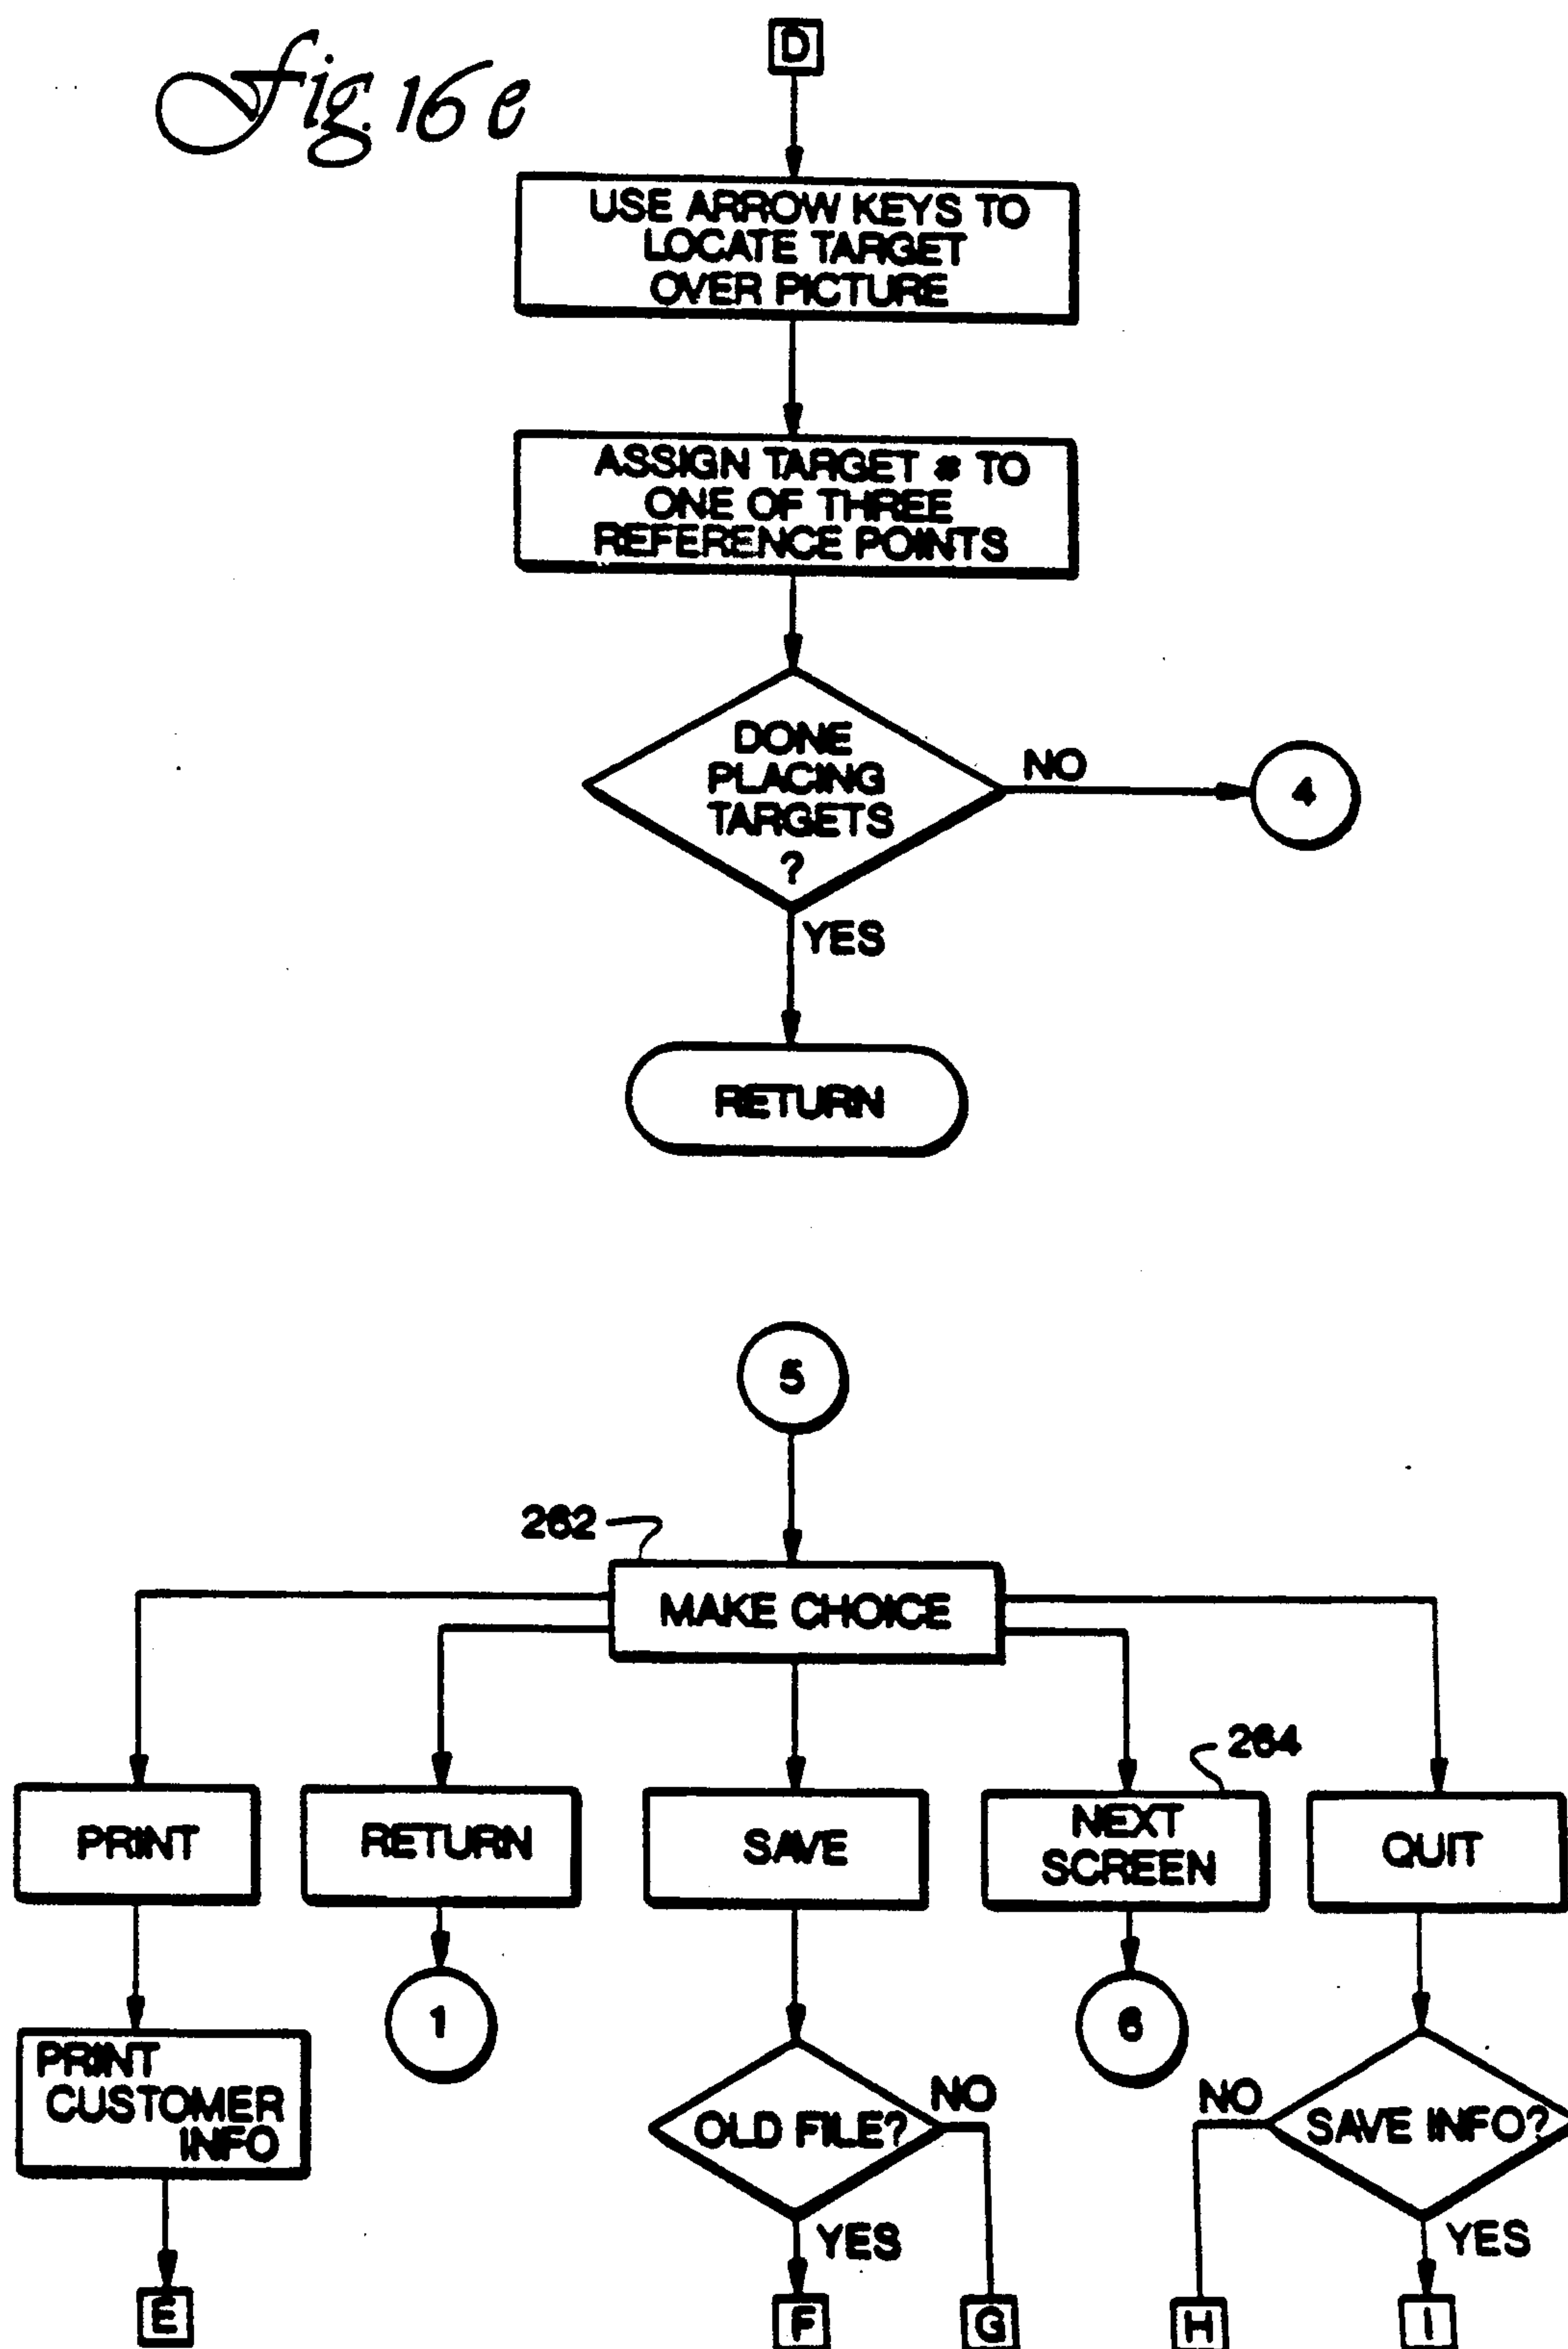 Fig. 16 e
D
USE ARROW KEYS TO
LOCATE TARGET
OVER PICTURE
ASSIGN TARGET # TO
ONE OF THREE
REFERENCE POINTS
DONE
PLACING
TARGETS
?
NO
4
YES
RETURN
5
262
MAKE CHOICE
264
PRINT
RETURN
SAVE
NEXT
SCREEN
QUIT
1
6
PRINT
CUSTOMER
INFO
OLD FILE?
NO
NO
SAVE INFO?
YES
YES
E
F
G
H
I